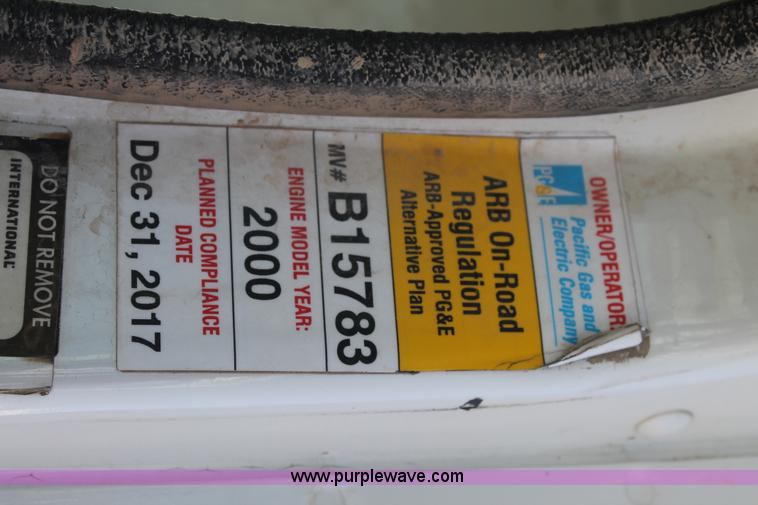 OWNER/OPERATOR
PG&E
Pacific Gas and
Electric Company
ARB On-Road
Regulation
ARB-Approved PG&E
Alternative Plan
MV# B15783
ENGINE MODEL YEAR:
2000
PLANNED COMPLIANCE
DATE
Dec 31, 2017
DO NOT REMOVE
INTERNATIONAL
www.purplewave.com